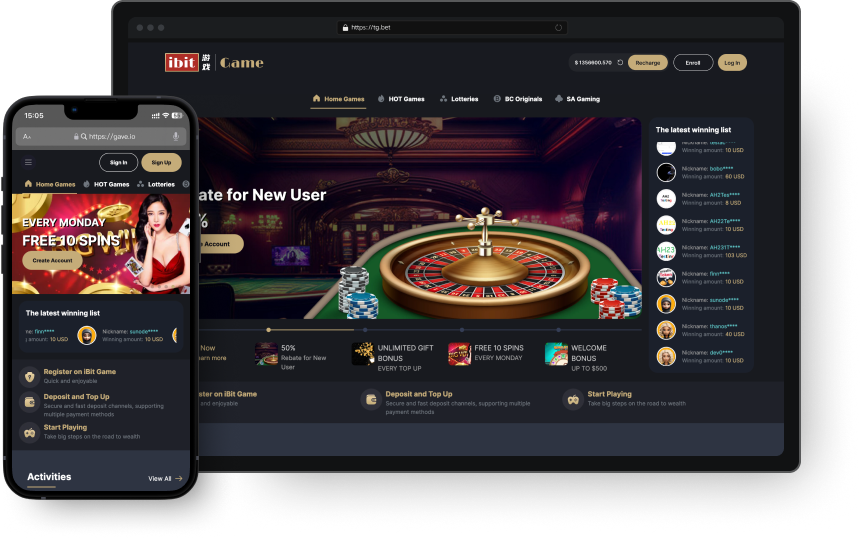 https://tg.bet
ibit 游戏 Game
$ 1356600.570
Recharge
Enroll
Log In
Home Games
HOT Games
Lotteries
BC Originals
SA Gaming
ate for New User
%
Account
The latest winning list
Winning amount: 10 USD
Nickname: bobo****
Winning amount: 60 USD
Nickname: AH2Tes****
Winning amount: 8 USD
Nickname: AH22Te****
Winning amount: 10 USD
Nickname: AH231T****
Winning amount: 103 USD
Nickname: finn****
Winning amount: 10 USD
Nickname: sunode****
Winning amount: 10 USD
Nickname: thanos****
Winning amount: 40 USD
Nickname: dev0****
Winning amount: 10 USD
Now
arn more
50%
Rebate for New
User
UNLIMITED GIFT
BONUS
EVERY TOP UP
FREE 10 SPINS
EVERY MONDAY
WELCOME
BONUS
UP TO $500
ster on iBit Game
and enjoyable
Deposit and Top Up
Secure and fast deposit channels, supporting multiple
payment methods
Start Playing
Take big steps on the road to wealth
15:05
https://gave.io
Sign In
Sign Up
Home Games
HOT Games
Lotteries
EVERY MONDAY
FREE 10 SPINS
Create Account
The latest winning list
me: finn****
amount: 10 USD
Nickname: sunode****
Winning amount: 10 USD
Register on iBit Game
Quick and enjoyable
Deposit and Top Up
Secure and fast deposit channels, supporting
multiple payment methods
Start Playing
Take big steps on the road to wealth
Activities
View All